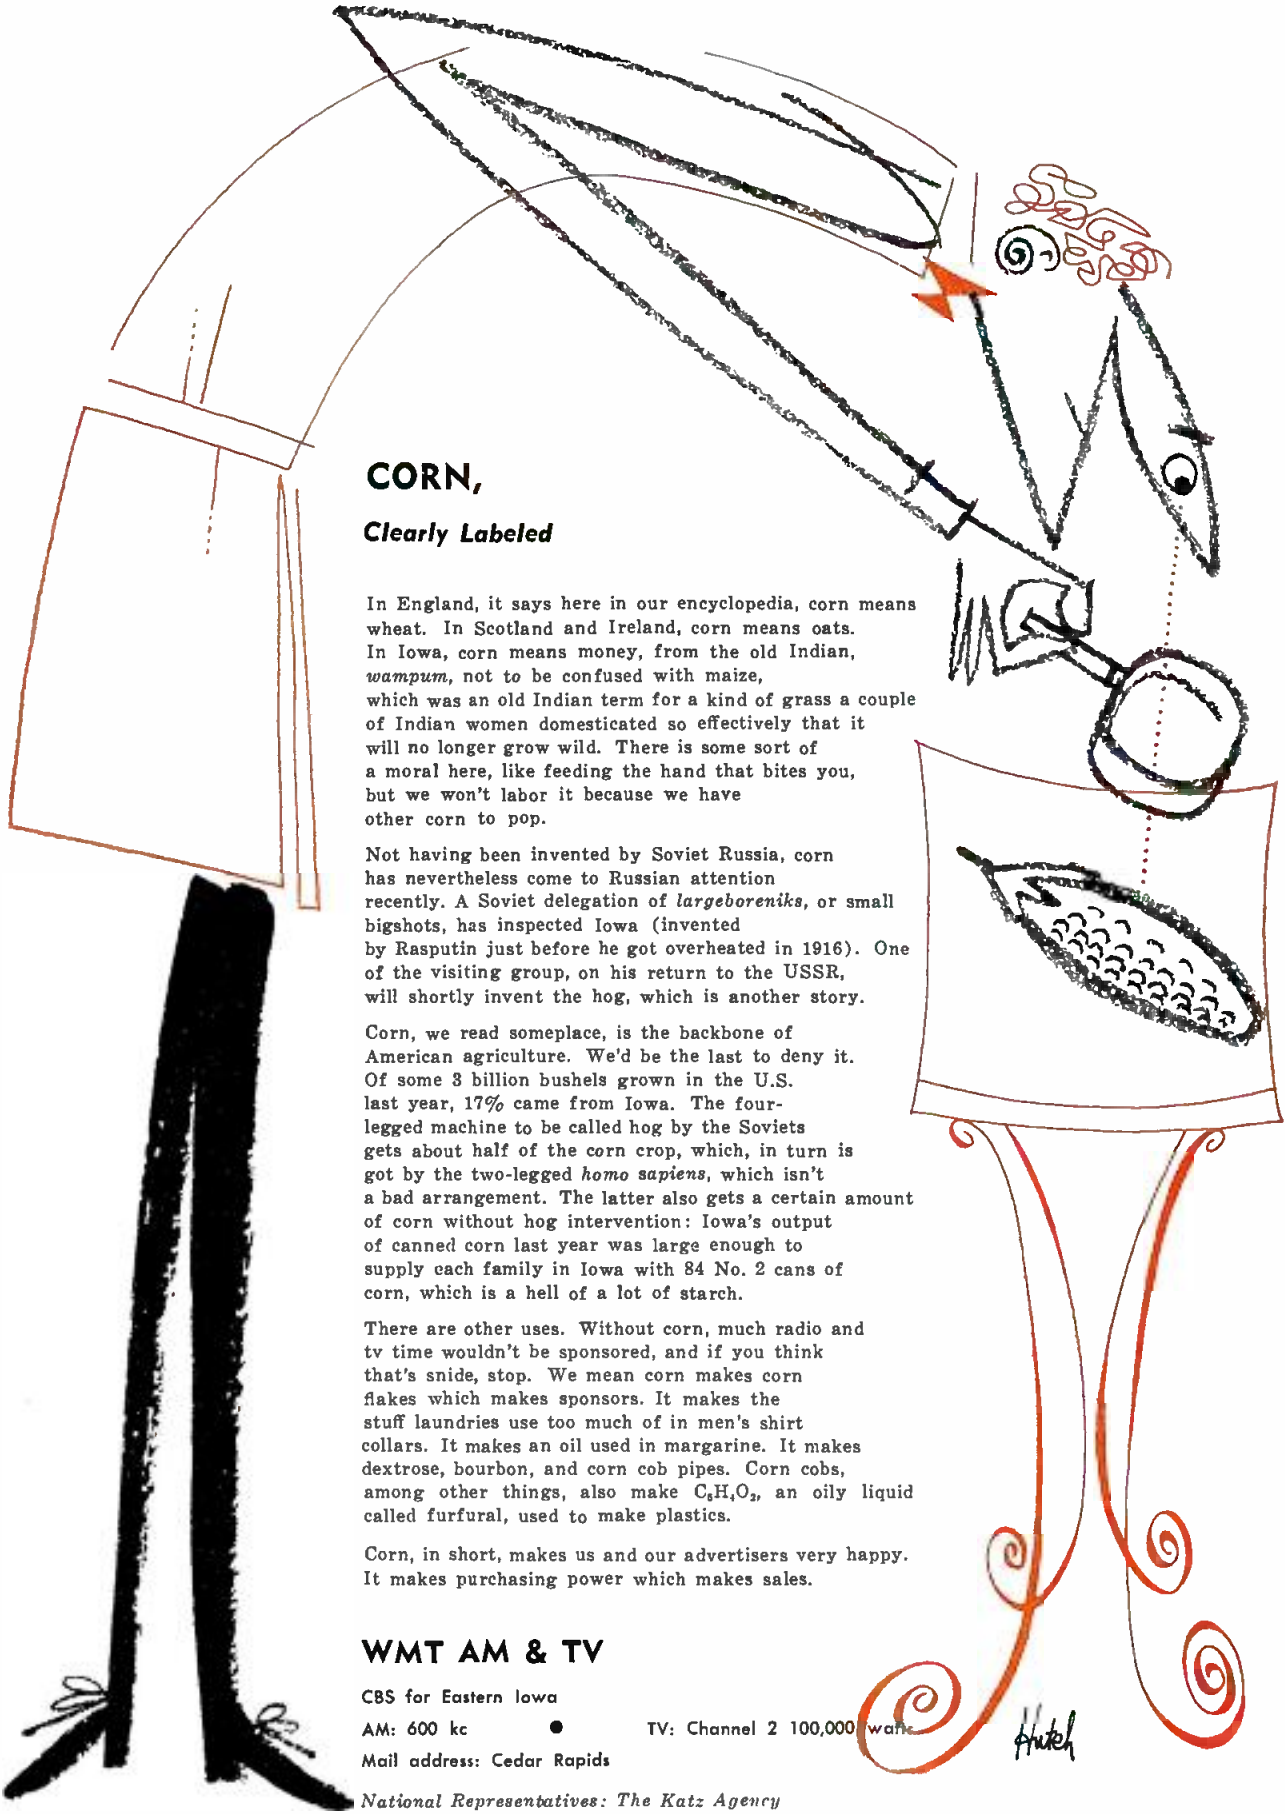 CORN,
Clearly Labeled
In England, it says here in our encyclopedia, corn means
wheat. In Scotland and Ireland, corn means oats.
In Iowa, corn means money, from the old Indian,
wampum, not to be confused with maize,
which was an old Indian term for a kind of grass a couple
of Indian women domesticated so effectively that it
will no longer grow wild. There is some sort of
a moral here, like feeding the hand that bites you,
but we won't labor it because we have
other corn to pop.
Not having been invented by Soviet Russia, corn
has nevertheless come to Russian attention
recently. A Soviet delegation of largeboreniks, or small
bigshots, has inspected Iowa (invented
by Rasputin just before he got overheated in 1916). One
of the visiting group, on his return to the USSR,
will shortly invent the hog, which is another story.
Corn, we read someplace, is the backbone of
American agriculture. We'd be the last to deny it.
Of some 3 billion bushels grown in the U.S.
last year, 17% came from Iowa. The four-
legged machine to be called hog by the Soviets
gets about half of the corn crop, which, in turn is
got by the two-legged homo sapiens, which isn't
a bad arrangement. The latter also gets a certain amount
of corn without hog intervention: Iowa's output
of canned corn last year was large enough to
supply each family in Iowa with 84 No. 2 cans of
corn, which is a hell of a lot of starch.
There are other uses. Without corn, much radio and
tv time wouldn't be sponsored, and if you think
that's snide, stop. We mean corn makes corn
flakes which makes sponsors. It makes the
stuff laundries use too much of in men's shirt
collars. It makes an oil used in margarine. It makes
dextrose, bourbon, and corn cob pipes. Corn cobs,
among other things, also make C₅H₄O₂, an oily liquid
called furfural, used to make plastics.
Corn, in short, makes us and our advertisers very happy.
It makes purchasing power which makes sales.
WMT AM & TV
CBS for Eastern Iowa
AM: 600 kc ● TV: Channel 2 100,000 watts
Mail address: Cedar Rapids
National Representatives: The Katz Agency
Hutch